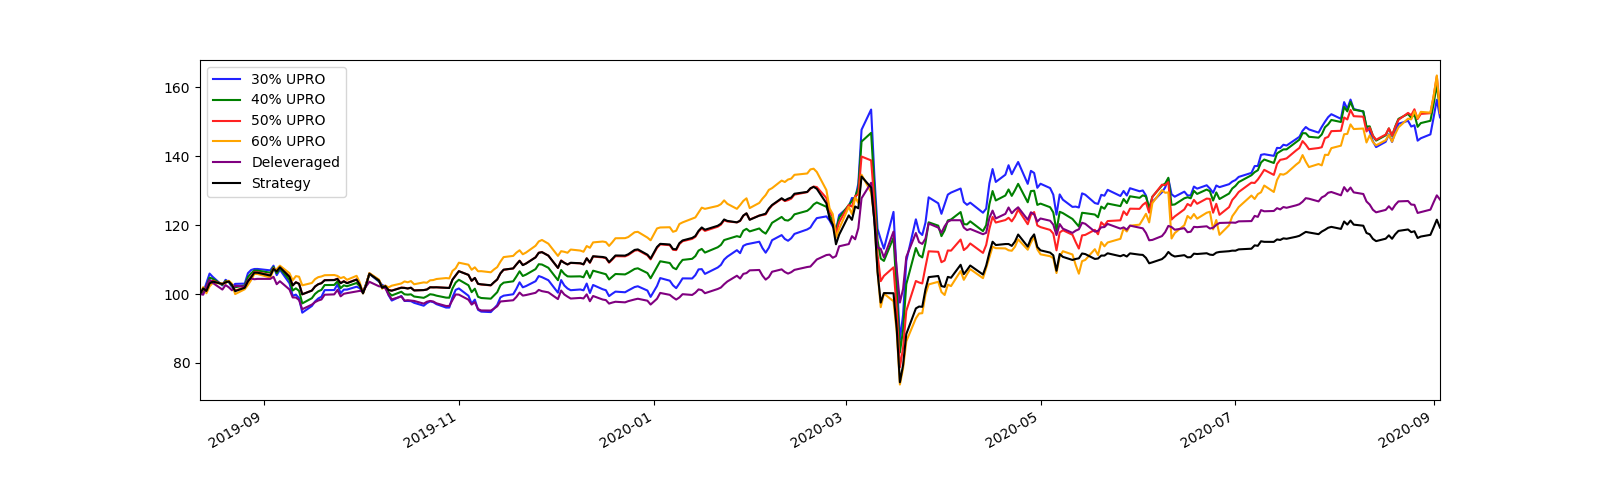 160
140
120
100
80
30% UPRO
40% UPRO
50% UPRO
60% UPRO
Deleveraged
Strategy
2019-09
2019-11
2020-01
2020-03
2020-05
2020-07
2020-09